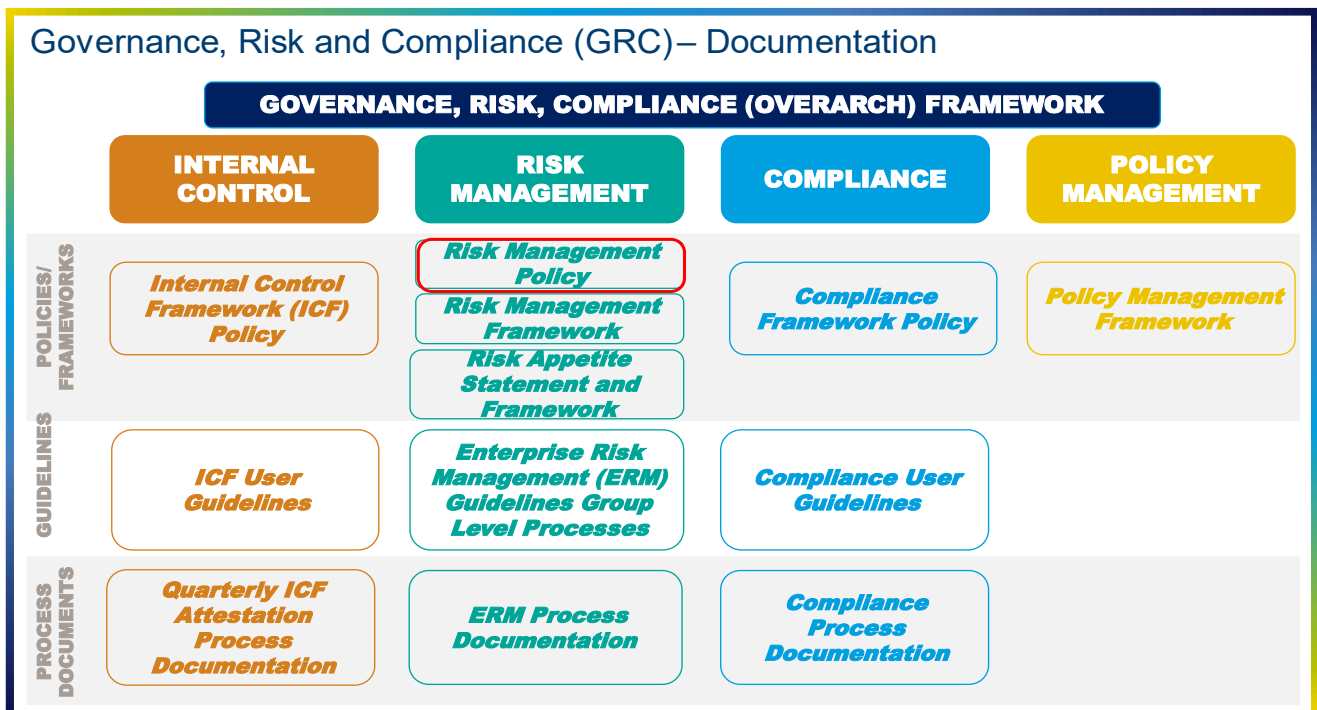 Governance, Risk and Compliance (GRC) – Documentation
GOVERNANCE, RISK, COMPLIANCE (OVERARCH) FRAMEWORK
INTERNAL
CONTROL
RISK
MANAGEMENT
COMPLIANCE
POLICY
MANAGEMENT
POLICIES/
FRAMEWORKS
Internal Control
Framework (ICF)
Policy
Risk Management
Policy
Risk Management
Framework
Risk Appetite
Statement and
Framework
Compliance
Framework Policy
Policy Management
Framework
GUIDELINES
ICF User
Guidelines
Enterprise Risk
Management (ERM)
Guidelines Group
Level Processes
Compliance User
Guidelines
PROCESS
DOCUMENTS
Quarterly ICF
Attestation
Process
Documentation
ERM Process
Documentation
Compliance
Process
Documentation